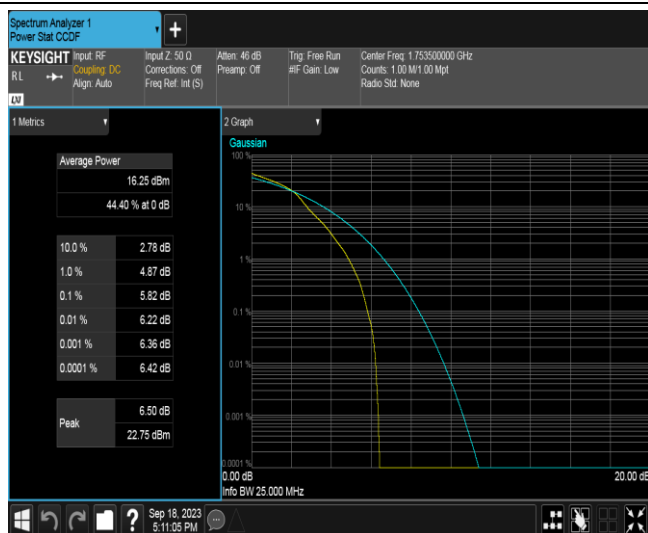 Spectrum Analyzer 1
Power Stat CCDF
+
KEYSIGHT
RL
LXI
Input: RF
Coupling: DC
Align: Auto
Input Z: 50 Ω
Corrections: Off
Freq Ref: Int (S)
Atten: 46 dB
Preamp: Off
Trig: Free Run
#IF Gain: Low
Center Freq: 1.753500000 GHz
Counts: 1.00 M/1.00 Mpt
Radio Std: None
1 Metrics
Average Power
16.25 dBm
44.40 % at 0 dB
10.0 % 2.78 dB
1.0 % 4.87 dB
0.1 % 5.82 dB
0.01 % 6.22 dB
0.001 % 6.36 dB
0.0001 % 6.42 dB
Peak
6.50 dB
22.75 dBm
2 Graph
Gaussian
100 %
10 %
1 %
0.1 %
0.01 %
0.001 %
0.0001 %
0.00 dB 20.00 dB
Info BW 25.000 MHz
?
Sep 18, 2023
5:11:05 PM